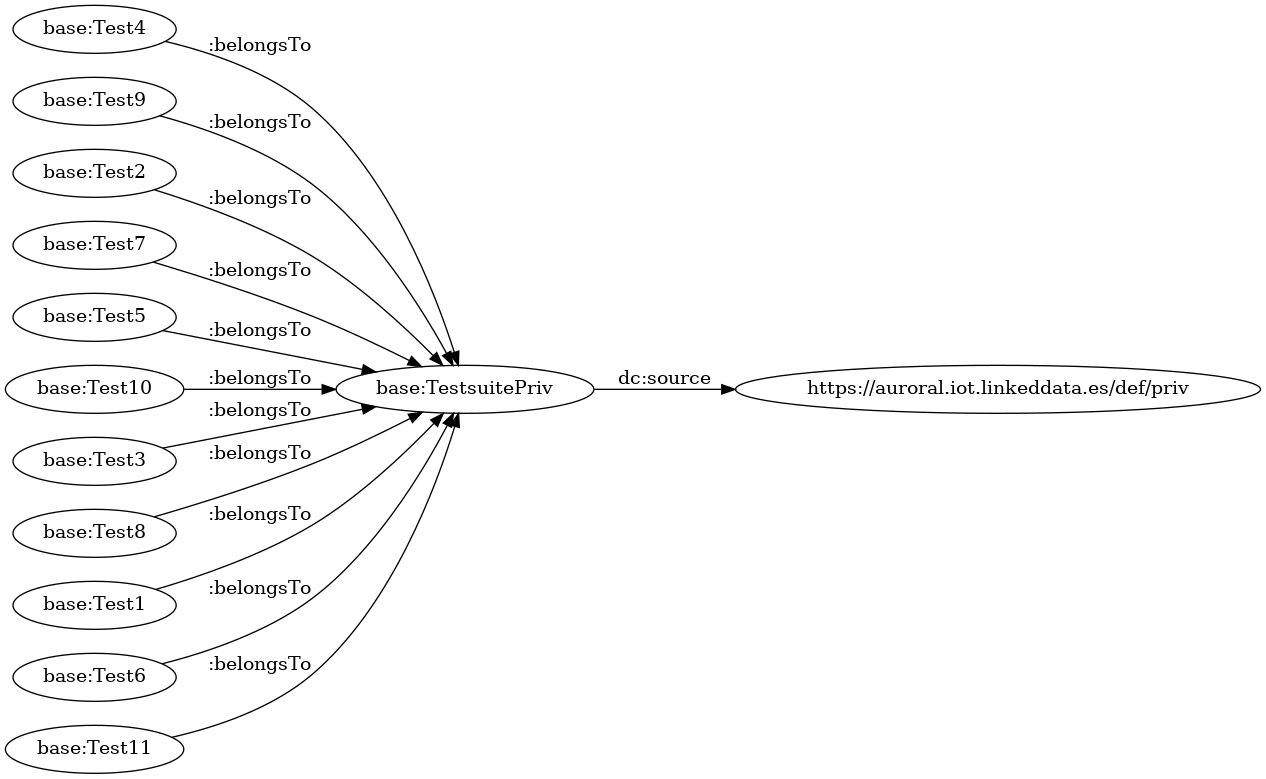 base:Test4
:belongsTo
base:Test9
:belongsTo
base:Test2
:belongsTo
base:Test7
:belongsTo
base:Test5
:belongsTo
base:Test10
:belongsTo
base:TestsuitePriv
dc:source
https://auroral.iot.linkeddata.es/def/priv
:belongsTo
base:Test3
:belongsTo
base:Test8
:belongsTo
base:Test1
:belongsTo
base:Test6
:belongsTo
base:Test11